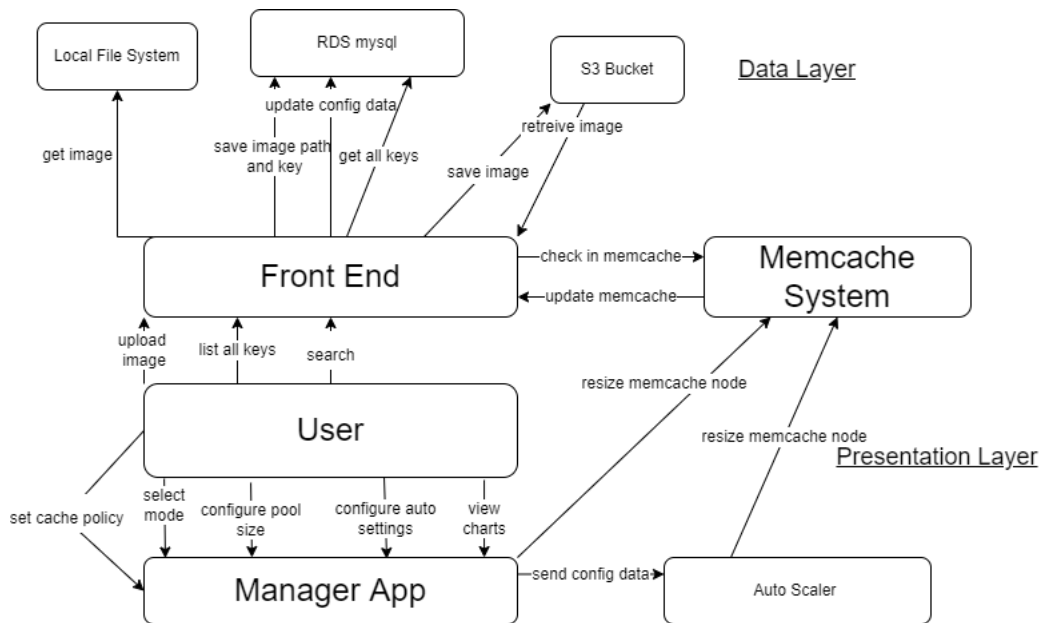 RDS mysql
Local File System
S3 Bucket
Data Layer
update config data
retreive image
get image
save image path
and key
get all keys
save image
Front End
check in memcache
update memcache
Memcache
System
upload
image
list all keys
search
resize memcache node
User
resize memcache node
Presentation Layer
set cache policy
select
mode
configure pool
size
configure auto
settings
view
charts
Manager App
send config data
Auto Scaler